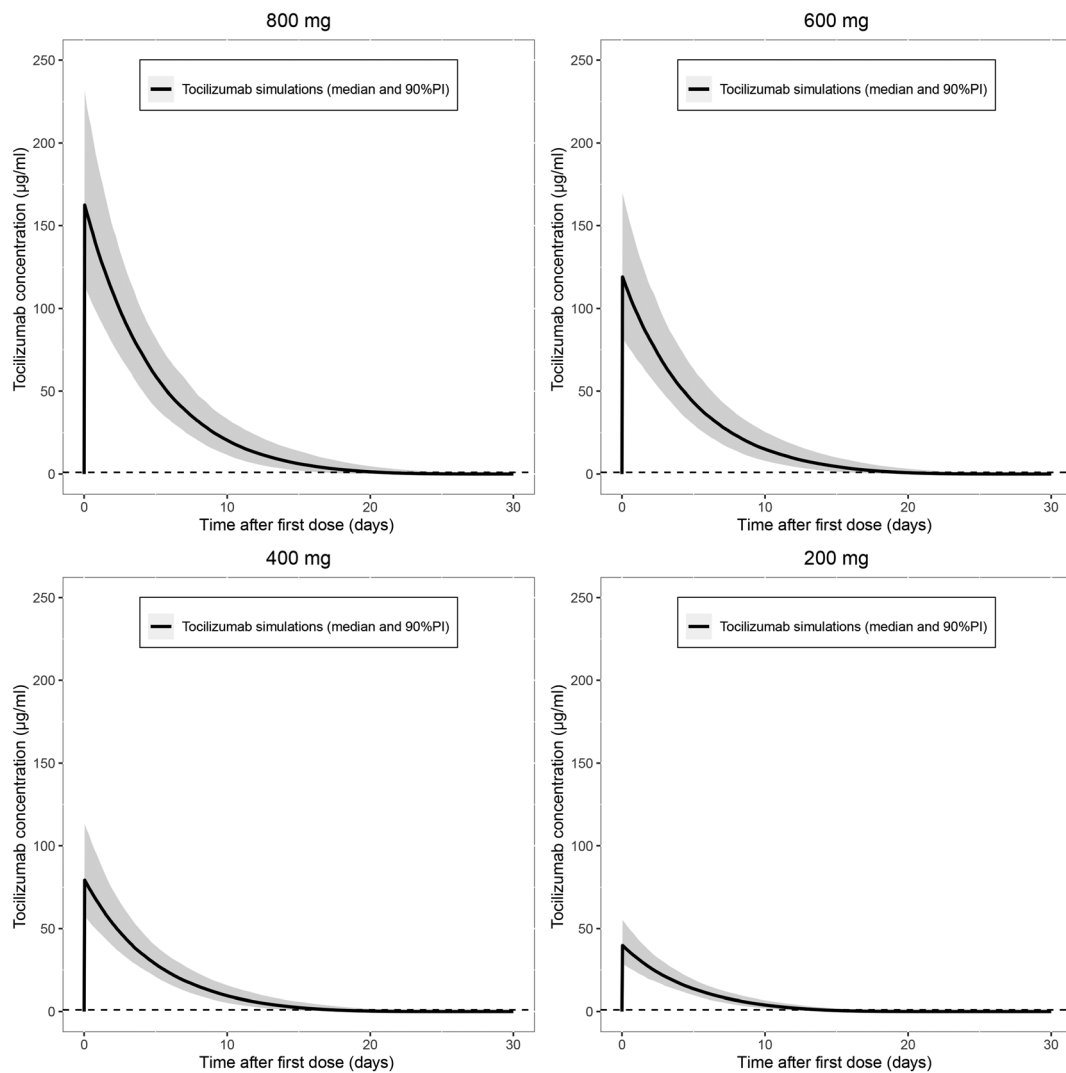 800 mg
Tocilizumab simulations (median and 90%PI)
Tocilizumab concentration (µg/ml)
250
200
150
100
50
0
0 10 20 30
Time after first dose (days)
600 mg
Tocilizumab simulations (median and 90%PI)
Tocilizumab concentration (µg/ml)
250
200
150
100
50
0
0 10 20 30
Time after first dose (days)
400 mg
Tocilizumab simulations (median and 90%PI)
Tocilizumab concentration (µg/ml)
250
200
150
100
50
0
0 10 20 30
Time after first dose (days)
200 mg
Tocilizumab simulations (median and 90%PI)
Tocilizumab concentration (µg/ml)
250
200
150
100
50
0
0 10 20 30
Time after first dose (days)